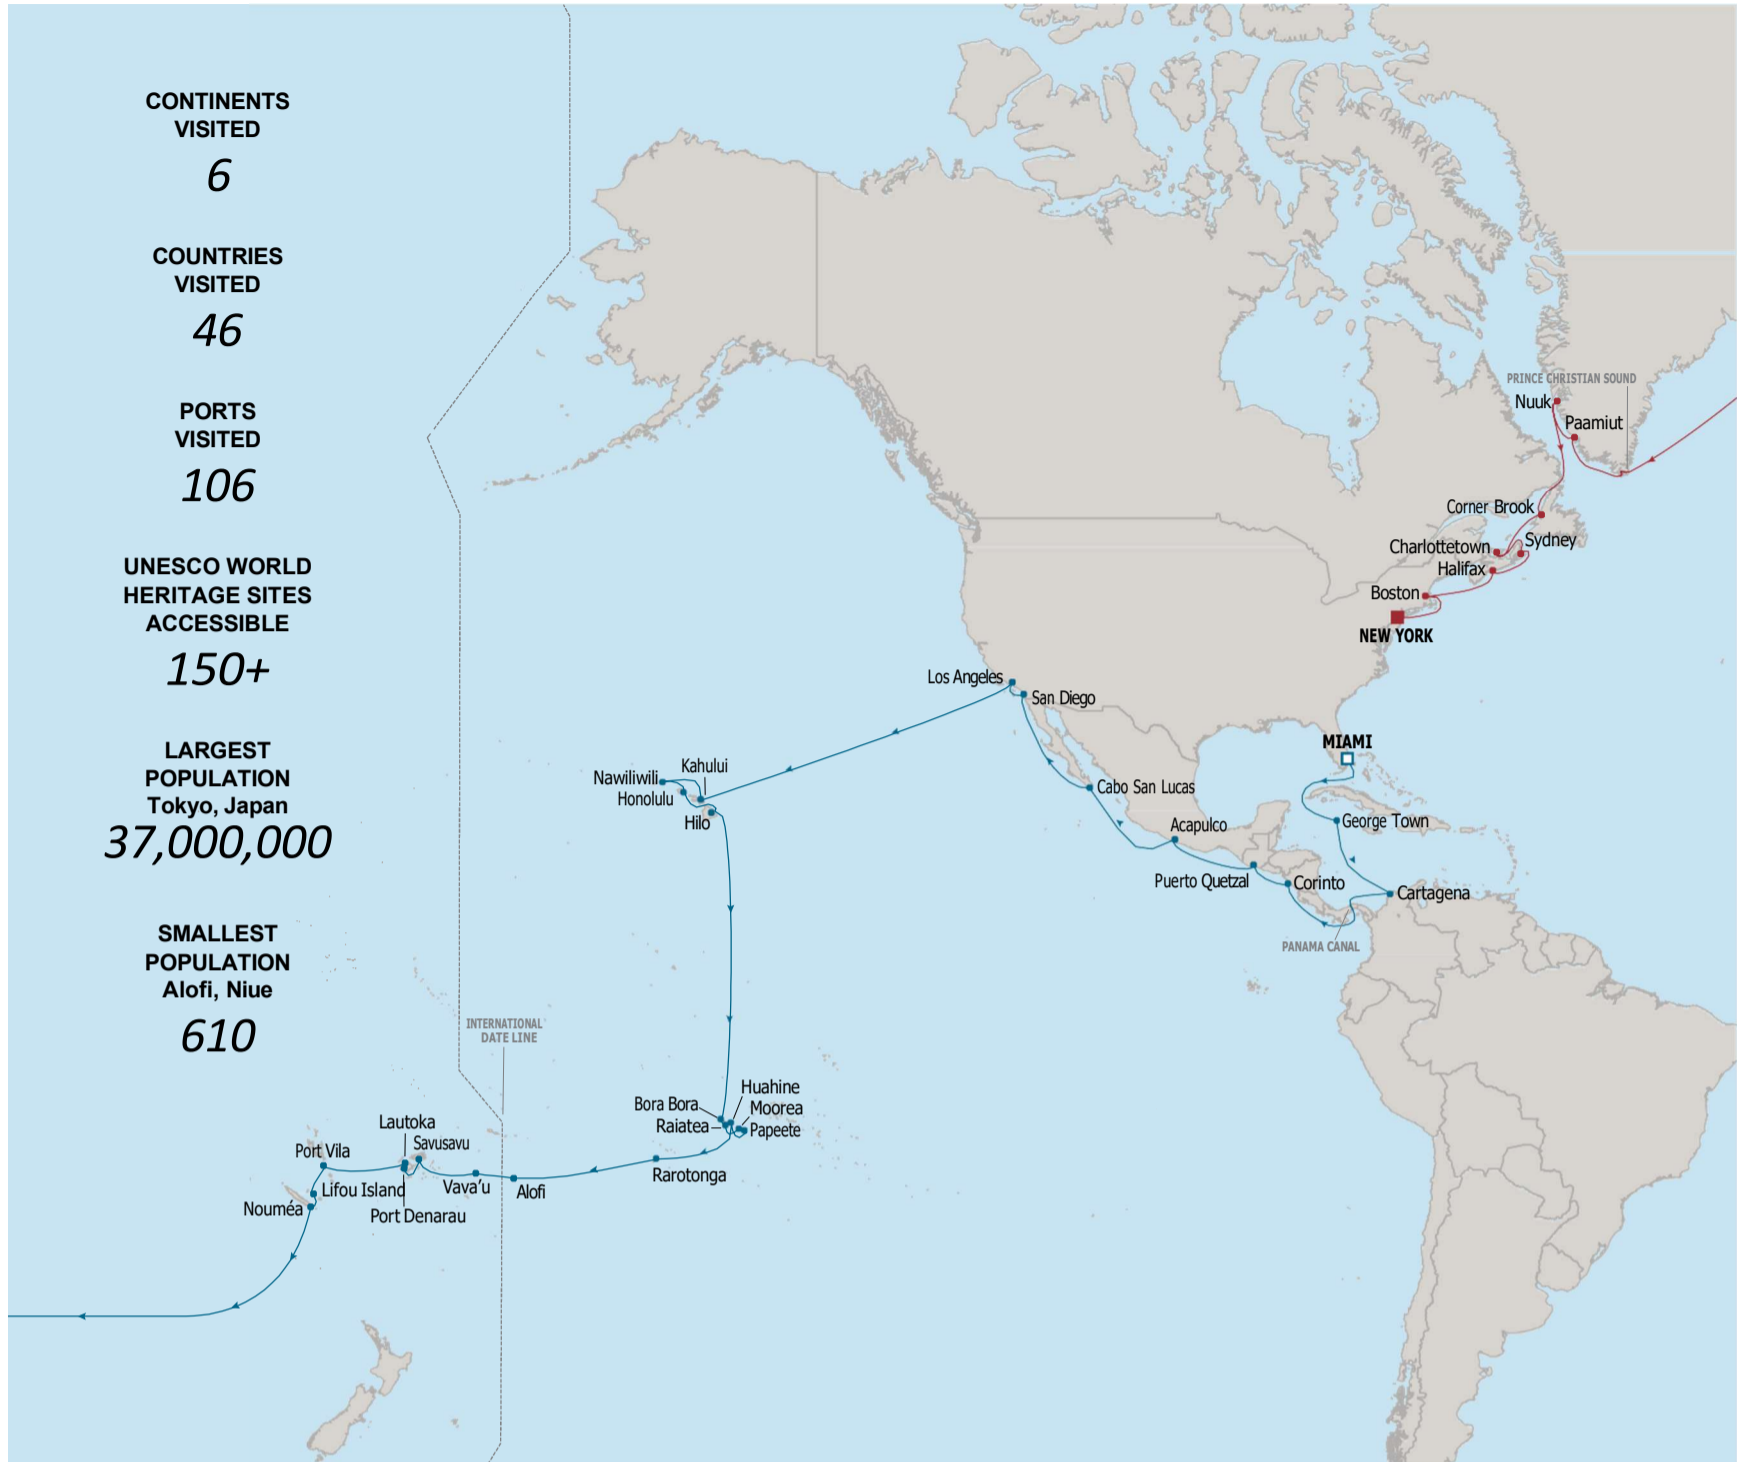 CONTINENTS
VISITED
6
COUNTRIES
VISITED
46
PORTS
VISITED
106
UNESCO WORLD
HERITAGE SITES
ACCESSIBLE
150+
LARGEST
POPULATION
Tokyo, Japan
37,000,000
SMALLEST
POPULATION
Alofi, Niue
610
PRINCE CHRISTIAN SOUND
Nuuk
Paamiut
Corner Brook
Sydney
Charlottetown
Halifax
Boston
NEW YORK
Los Angeles
San Diego
MIAMI
Kahului
Nawiliwili
Honolulu
Hilo
Cabo San Lucas
Acapulco
George Town
Puerto Quetzal
Corinto
Cartagena
PANAMA CANAL
INTERNATIONAL
DATE LINE
Huahine
Bora Bora
Moorea
Raiatea
Papeete
Lautoka
Savusavu
Port Vila
Rarotonga
Lifou Island
Vava'u
Alofi
Nouméa
Port Denarau